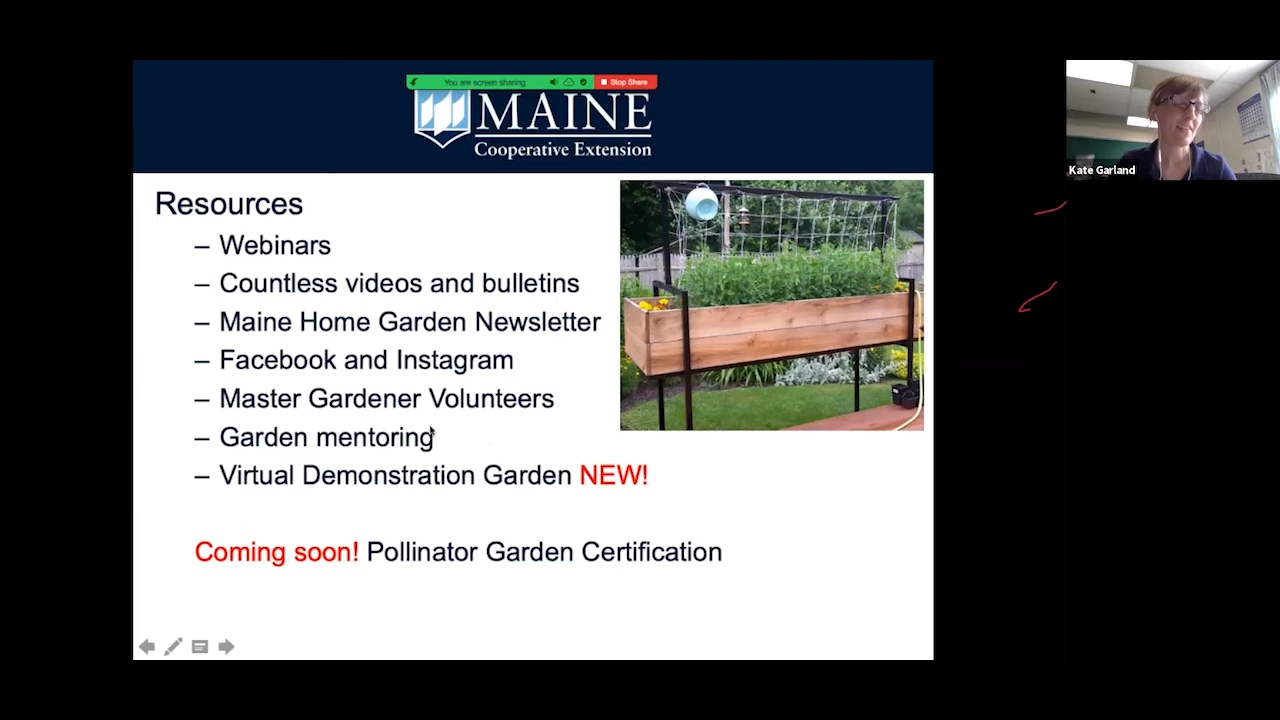 You are screen sharing Stop Share
MAINE
Cooperative Extension
Kate Garland
Resources
– Webinars
– Countless videos and bulletins
– Maine Home Garden Newsletter
– Facebook and Instagram
– Master Gardener Volunteers
– Garden mentoring
– Virtual Demonstration Garden NEW!
Coming soon! Pollinator Garden Certification